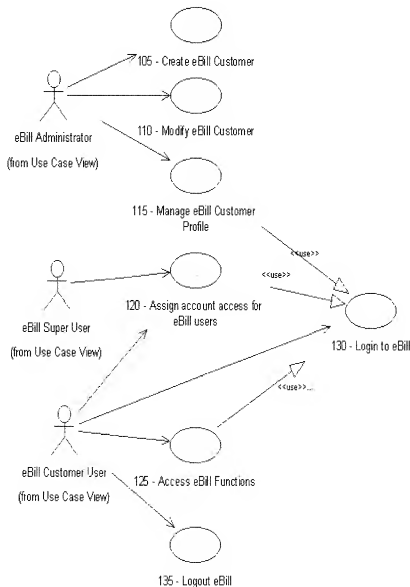 105 - Create eBill Customer
eBill Administrator
(from Use Case View)
110 - Modify eBill Customer
115 - Manage eBill Customer
Profile
<<use>>
<<use>>
eBill Super User
(from Use Case View)
120 - Assign account access for
eBill users
130 - Login to eBill
<<use>>...
eBill Customer User
(from Use Case View)
125 - Access eBill Functions
135 - Logout eBill